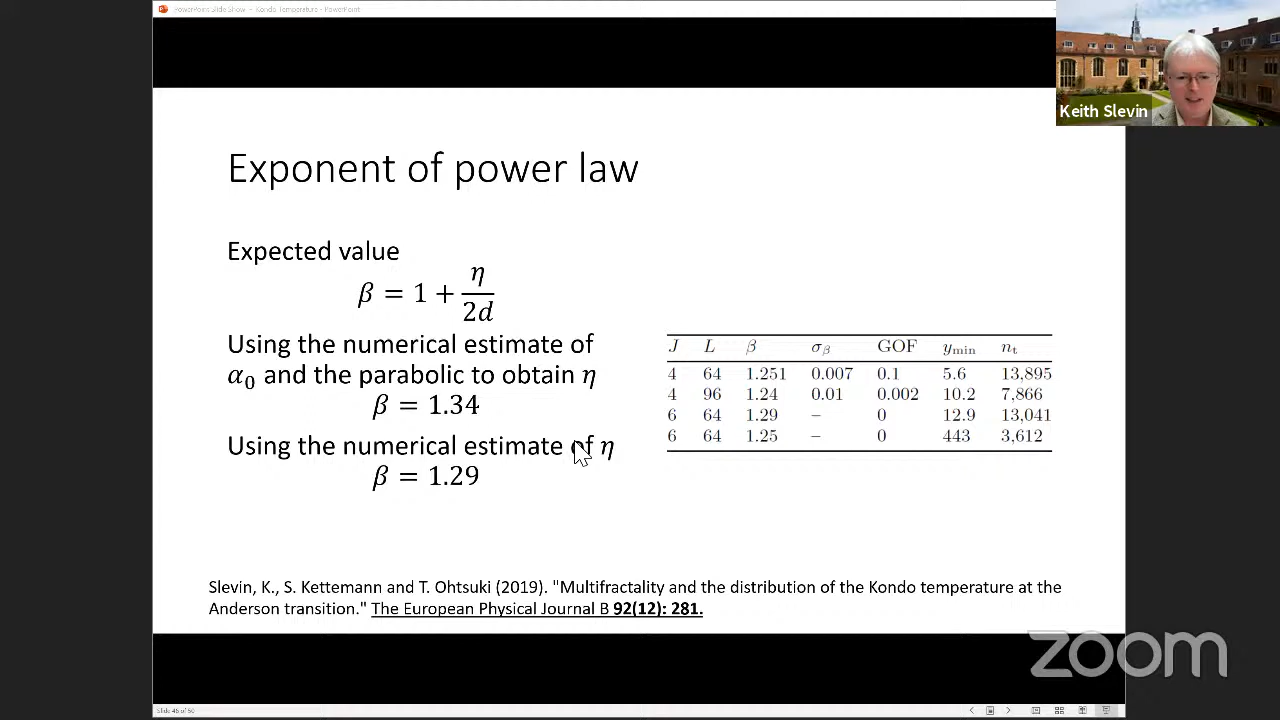 PowerPoint Slide Show - Kondo Temperature - PowerPoint
Keith Slevin
Exponent of power law
Expected value
β = 1 + η/2d
Using the numerical estimate of
α₀ and the parabolic to obtain η
β = 1.34
Using the numerical estimate of η
β = 1.29
J L β σβ GOF ymin nt
4 64 1.251 0.007 0.1 5.6 13,895
4 96 1.24 0.01 0.002 10.2 7,866
6 64 1.29 – 0 12.9 13,041
6 64 1.25 – 0 443 3,612
Slevin, K., S. Kettemann and T. Ohtsuki (2019). "Multifractality and the distribution of the Kondo temperature at the
Anderson transition." The European Physical Journal B 92(12): 281.
zoom